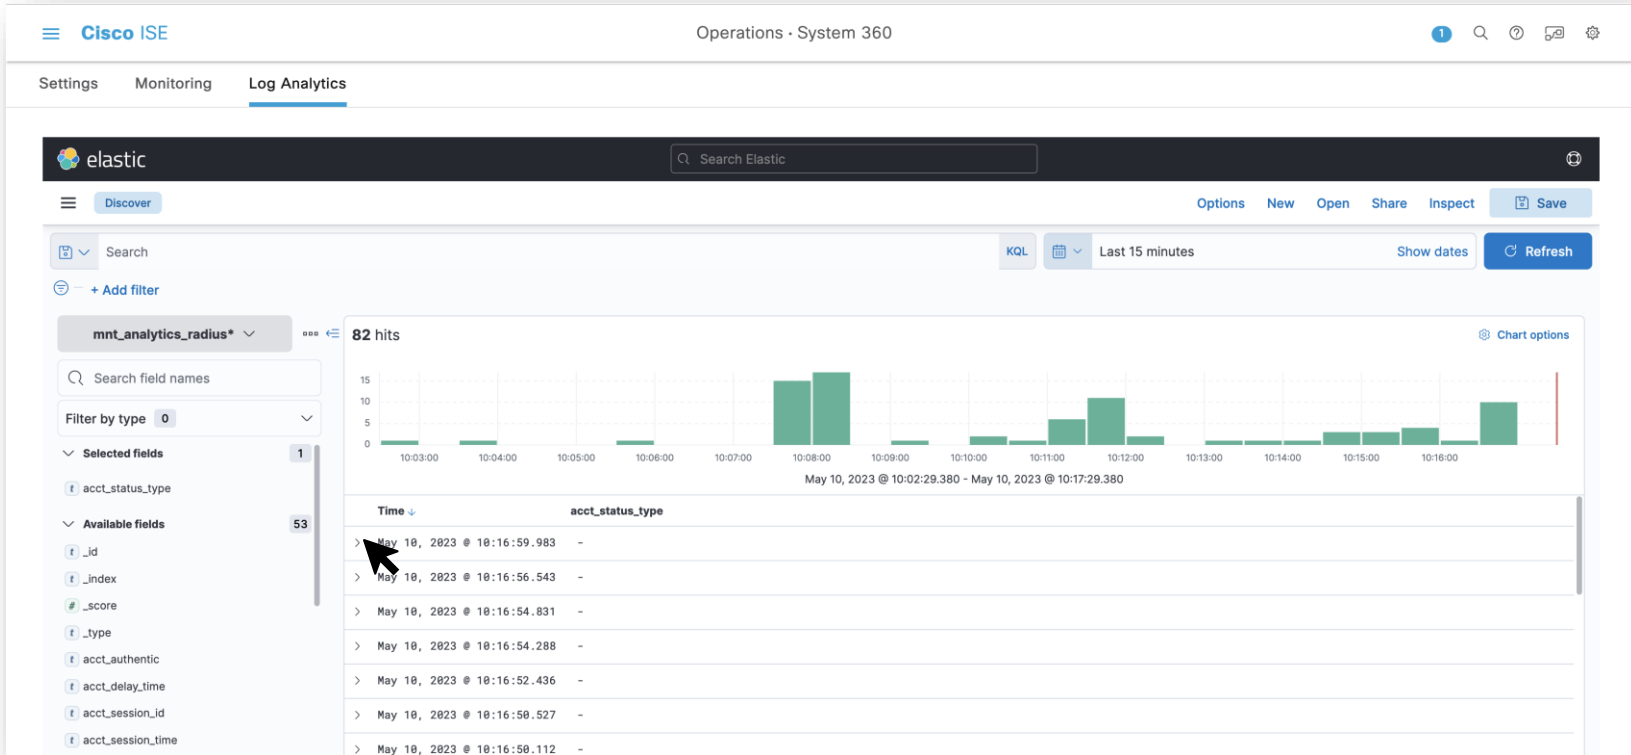 Cisco ISE
Operations · System 360
1
Settings Monitoring Log Analytics
elastic
Search Elastic
Discover
Options New Open Share Inspect Save
Search
KQL
Last 15 minutes
Show dates
Refresh
+ Add filter
mnt_analytics_radius*
82 hits
Chart options
Search field names
Filter by type 0
Selected fields 1
t acct_status_type
Available fields 53
t _id
t _index
# _score
t _type
t acct_authentic
t acct_delay_time
t acct_session_id
t acct_session_time
15
10
5
0
10:03:00 10:04:00 10:05:00 10:06:00 10:07:00 10:08:00 10:09:00 10:10:00 10:11:00 10:12:00 10:13:00 10:14:00 10:15:00 10:16:00
May 10, 2023 @ 10:02:29.380 - May 10, 2023 @ 10:17:29.380
Time ↓ acct_status_type
May 10, 2023 @ 10:16:59.983 -
May 10, 2023 @ 10:16:56.543 -
May 10, 2023 @ 10:16:54.831 -
May 10, 2023 @ 10:16:54.288 -
May 10, 2023 @ 10:16:52.436 -
May 10, 2023 @ 10:16:50.527 -
May 10, 2023 @ 10:16:50.112 -